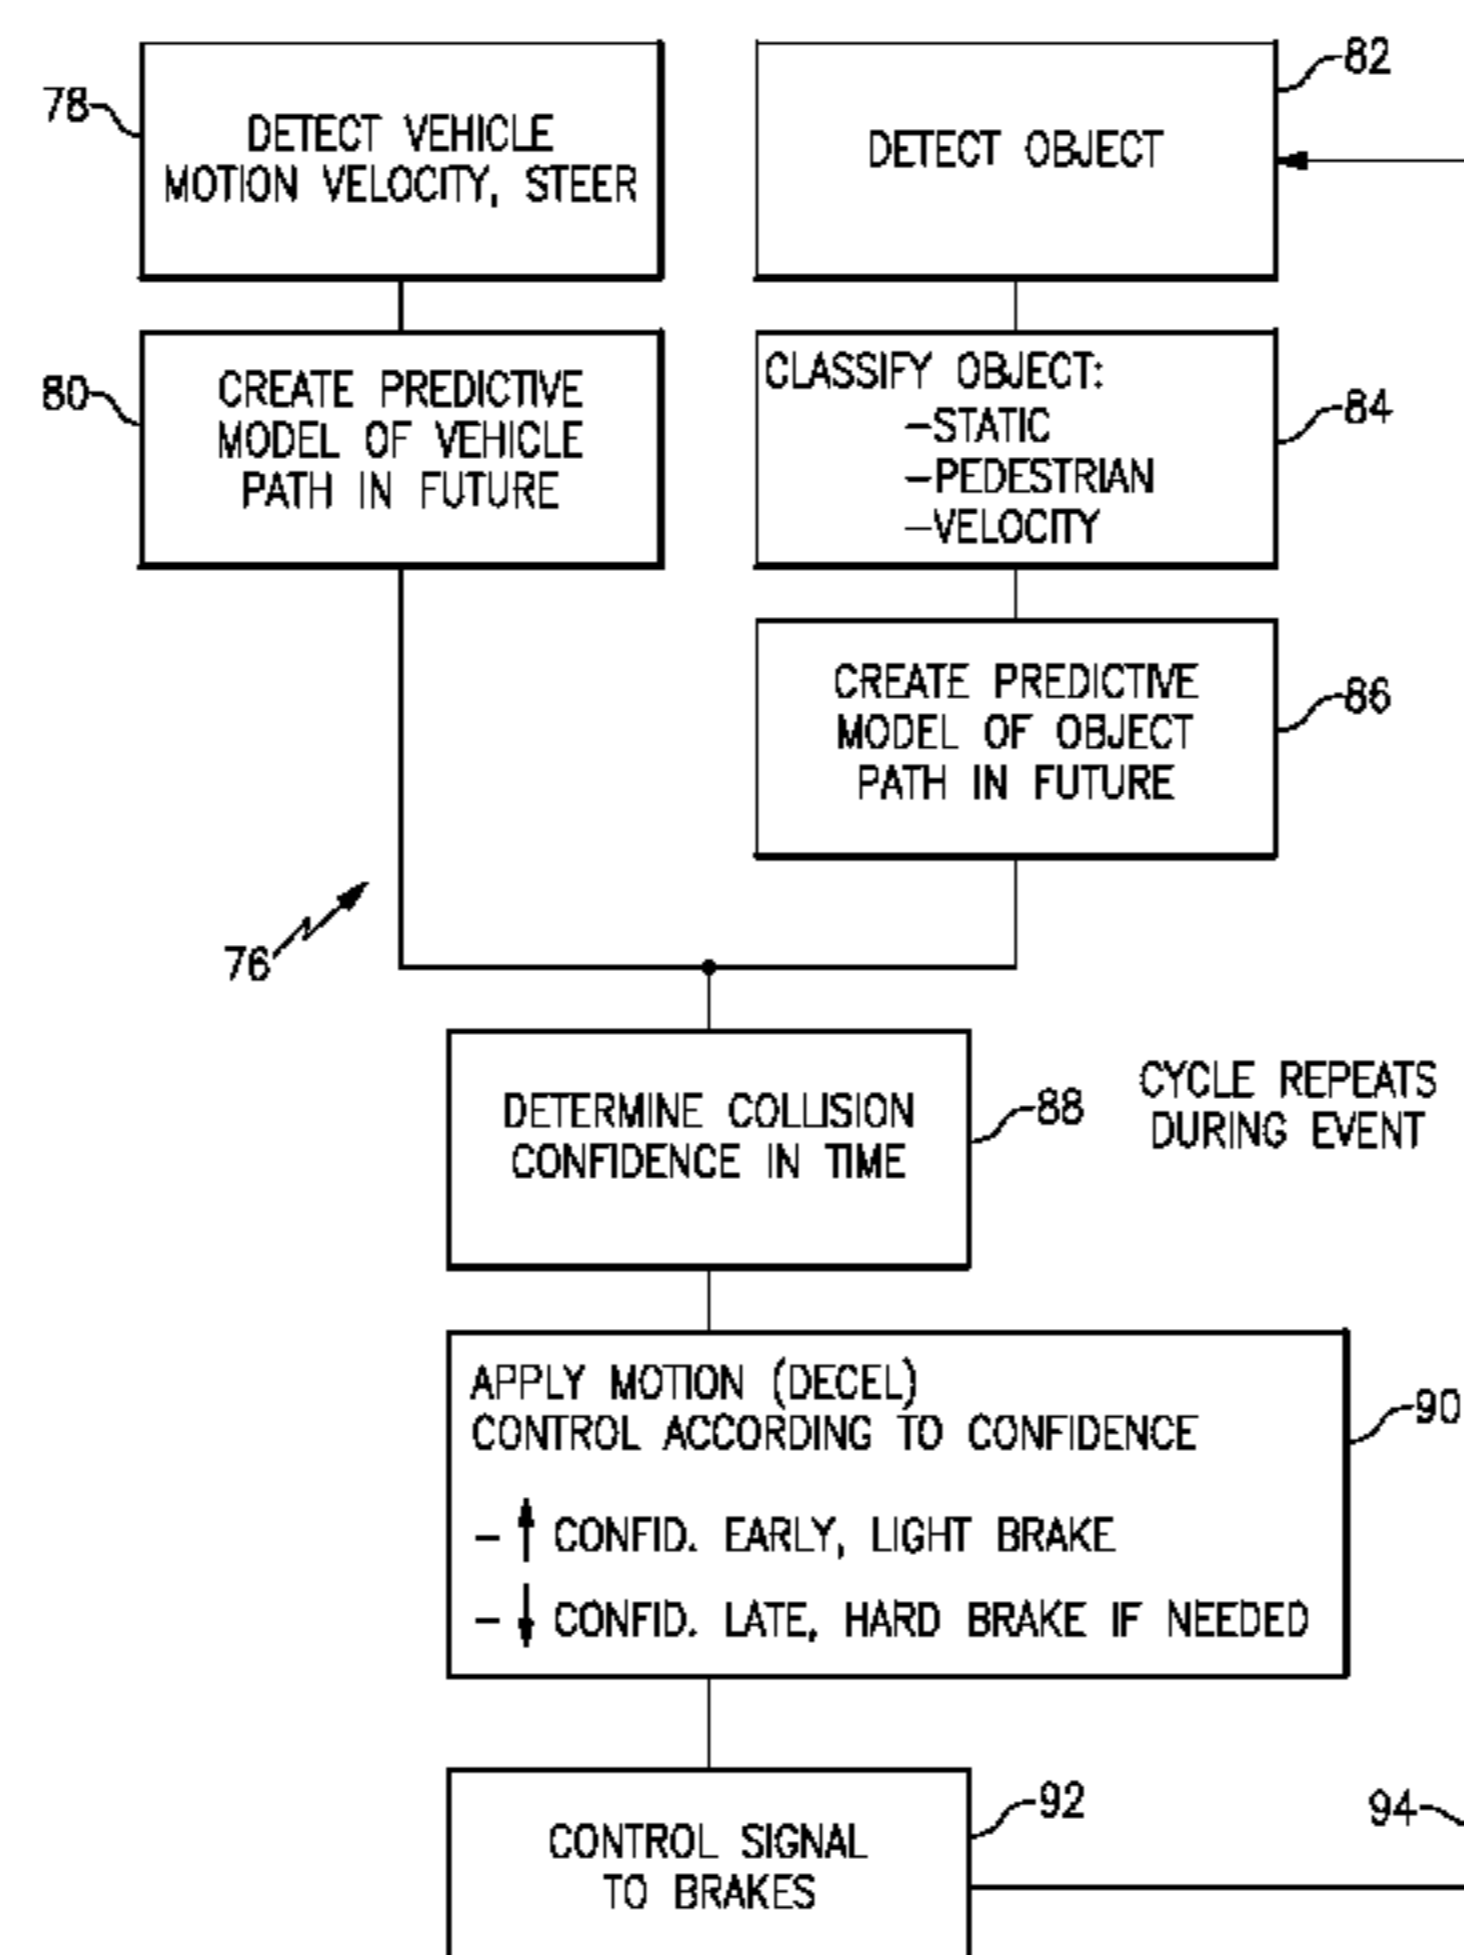 78
DETECT VEHICLE
MOTION VELOCITY, STEER
82
DETECT OBJECT
80
CREATE PREDICTIVE
MODEL OF VEHICLE
PATH IN FUTURE
84
CLASSIFY OBJECT:
-STATIC
-PEDESTRIAN
-VELOCITY
86
CREATE PREDICTIVE
MODEL OF OBJECT
PATH IN FUTURE
76
88
DETERMINE COLLISION
CONFIDENCE IN TIME
CYCLE REPEATS
DURING EVENT
90
APPLY MOTION (DECEL)
CONTROL ACCORDING TO CONFIDENCE
- ↑ CONFID. EARLY, LIGHT BRAKE
- ↓ CONFID. LATE, HARD BRAKE IF NEEDED
92
CONTROL SIGNAL
TO BRAKES
94